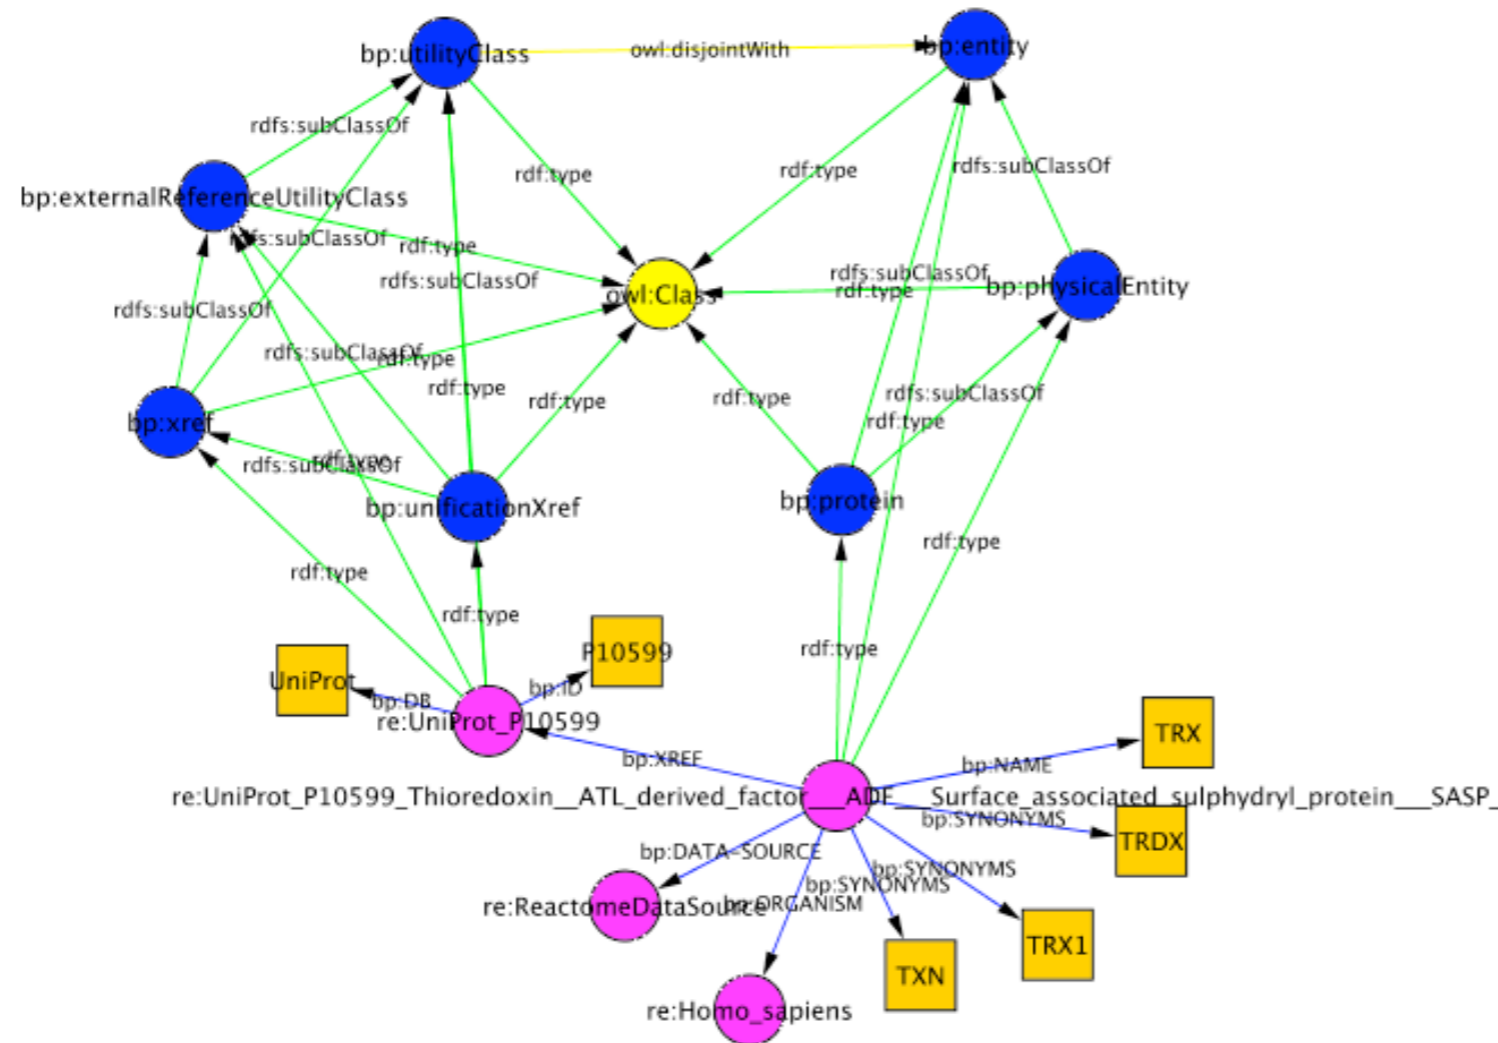 bp:utilityClass
owl:disjointWith
bp:entity
rdfs:subClassOf
rdf:type
rdf:type
rdfs:subClassOf
bp:externalReferenceUtilityClass
rdfs:subClassOf
rdf:type
rdfs:subClassOf
rdfs:subClassOf
rdf:type
owl:Class
bp:physicalEntity
rdfs:subClassOf
rdfs:subClassOf
rdf:type
rdf:type
rdf:type
rdf:type
rdfs:subClassOf
bp:xref
rdf:type
rdfs:subClassOf
rdf:type
bp:unificationXref
bp:protein
rdf:type
rdf:type
rdf:type
rdf:type
P10599
UniProt
bp:DB
bp:ID
re:UniProt_P10599
TRX
bp:XREF
bp:NAME
re:UniProt_P10599_Thioredoxin__ATL_derived_factor___ADF___Surface_associated_sulphydryl_protein___SASP_
bp:SYNONYMS
TRDX
bp:DATA-SOURCE
bp:SYNONYMS
bp:SYNONYMS
bp:ORGANISM
re:ReactomeDataSource
TRX1
TXN
re:Homo_sapiens